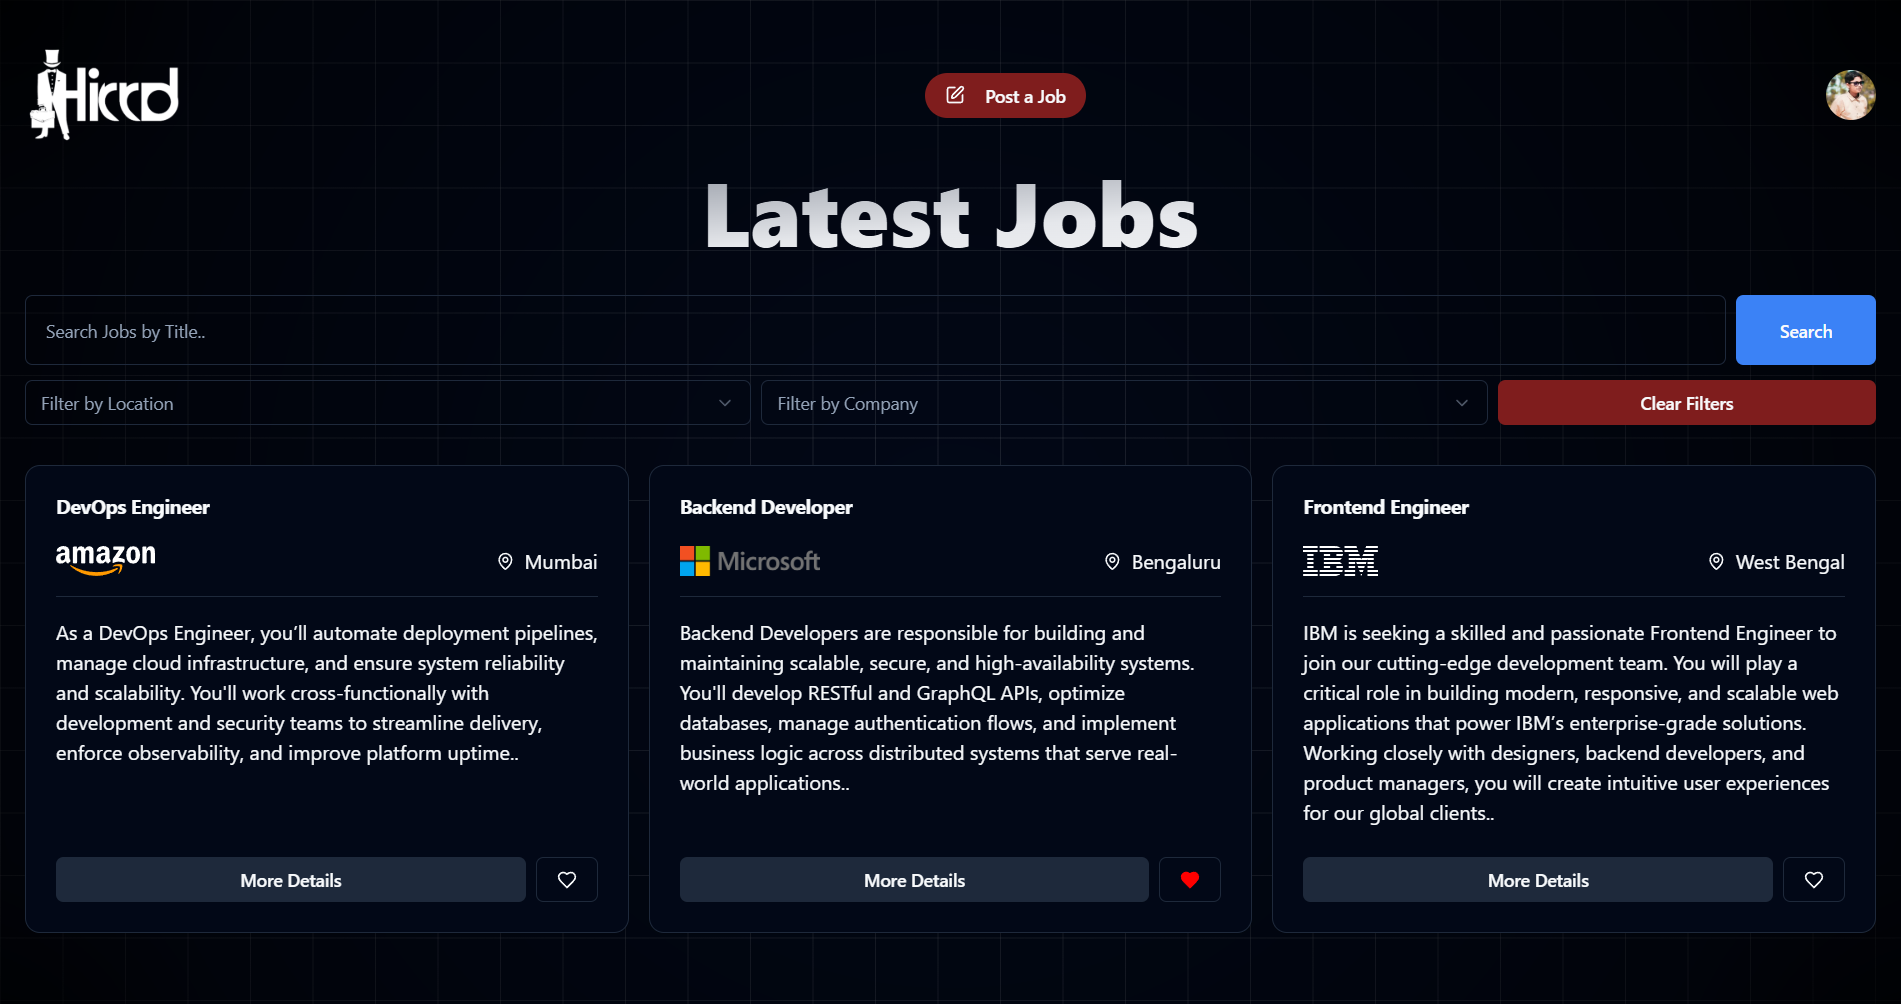 Hiccd
Post a Job
Latest Jobs
Search Jobs by Title..
Search
Filter by Location
Filter by Company
Clear Filters
DevOps Engineer
amazon
Mumbai
As a DevOps Engineer, you’ll automate deployment pipelines,
manage cloud infrastructure, and ensure system reliability
and scalability. You'll work cross-functionally with
development and security teams to streamline delivery,
enforce observability, and improve platform uptime..
More Details
Backend Developer
Microsoft
Bengaluru
Backend Developers are responsible for building and
maintaining scalable, secure, and high-availability systems.
You'll develop RESTful and GraphQL APIs, optimize
databases, manage authentication flows, and implement
business logic across distributed systems that serve real-
world applications..
More Details
Frontend Engineer
IBM
West Bengal
IBM is seeking a skilled and passionate Frontend Engineer to
join our cutting-edge development team. You will play a
critical role in building modern, responsive, and scalable web
applications that power IBM’s enterprise-grade solutions.
Working closely with designers, backend developers, and
product managers, you will create intuitive user experiences
for our global clients..
More Details